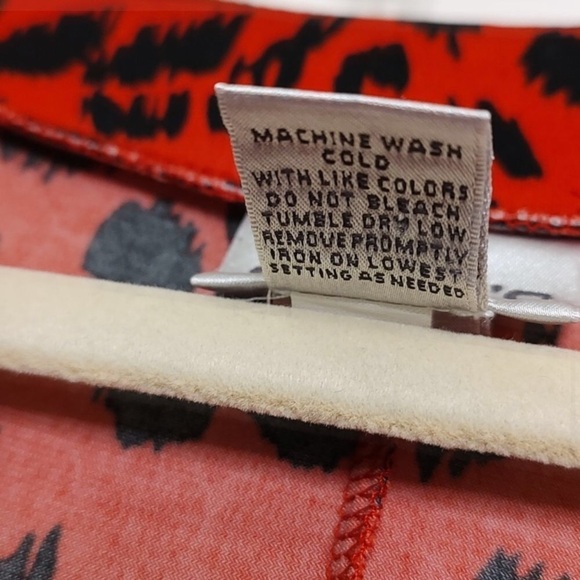 MACHINE WASH
COLD
WITH LIKE COLORS
DO NOT BLEACH
TUMBLE DRY LOW
REMOVE PROMPTLY
IRON ON LOWEST
SETTING AS NEEDED